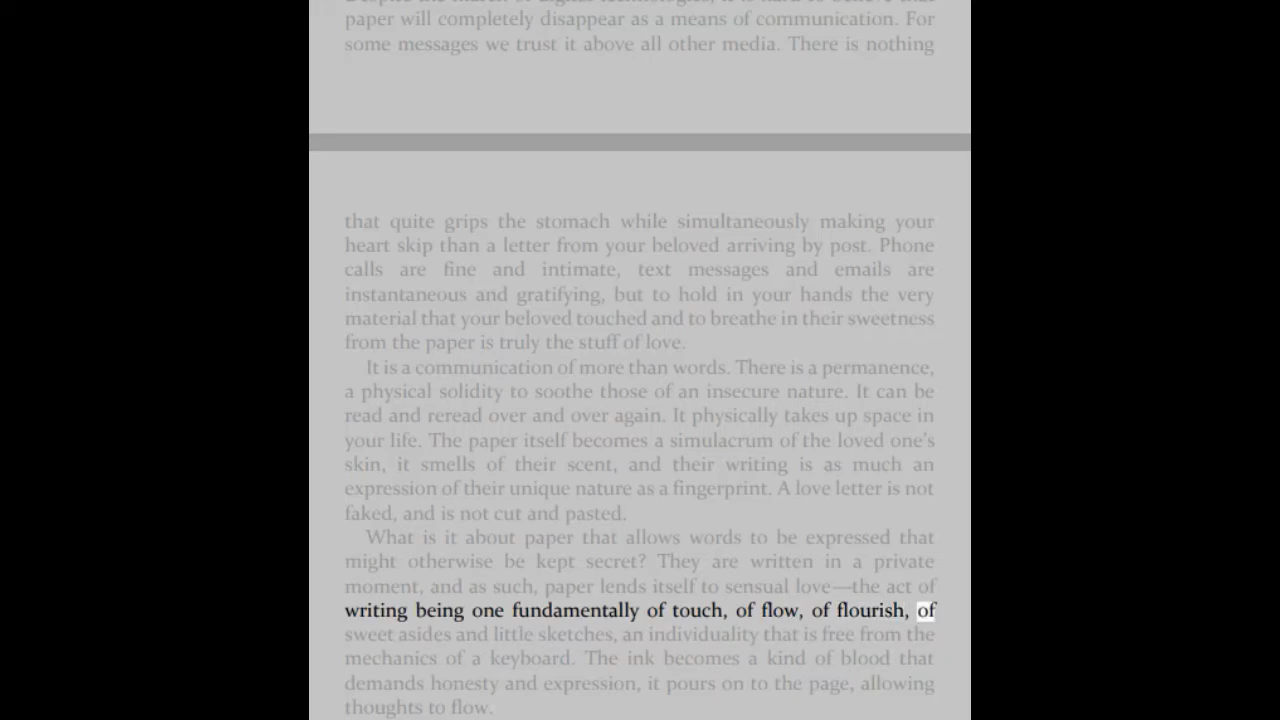 Despite the march of digital technologies, it is hard to believe that
paper will completely disappear as a means of communication. For
some messages we trust it above all other media. There is nothing
that quite grips the stomach while simultaneously making your
heart skip than a letter from your beloved arriving by post. Phone
calls are fine and intimate, text messages and emails are
instantaneous and gratifying, but to hold in your hands the very
material that your beloved touched and to breathe in their sweetness
from the paper is truly the stuff of love.
It is a communication of more than words. There is a permanence,
a physical solidity to soothe those of an insecure nature. It can be
read and reread over and over again. It physically takes up space in
your life. The paper itself becomes a simulacrum of the loved one’s
skin, it smells of their scent, and their writing is as much an
expression of their unique nature as a fingerprint. A love letter is not
faked, and is not cut and pasted.
What is it about paper that allows words to be expressed that
might otherwise be kept secret? They are written in a private
moment, and as such, paper lends itself to sensual love—the act of
writing being one fundamentally of touch, of flow, of flourish, of
sweet asides and little sketches, an individuality that is free from the
mechanics of a keyboard. The ink becomes a kind of blood that
demands honesty and expression, it pours on to the page, allowing
thoughts to flow.